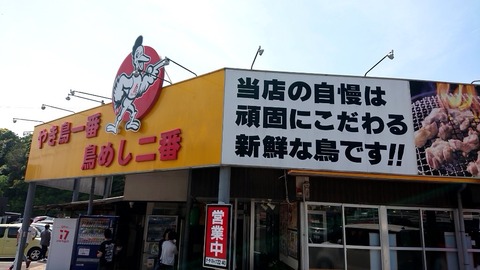 やき鳥一番
鳥めし二番
当店の自慢は
頑固にこだわる
新鮮な鳥です!!
営業中